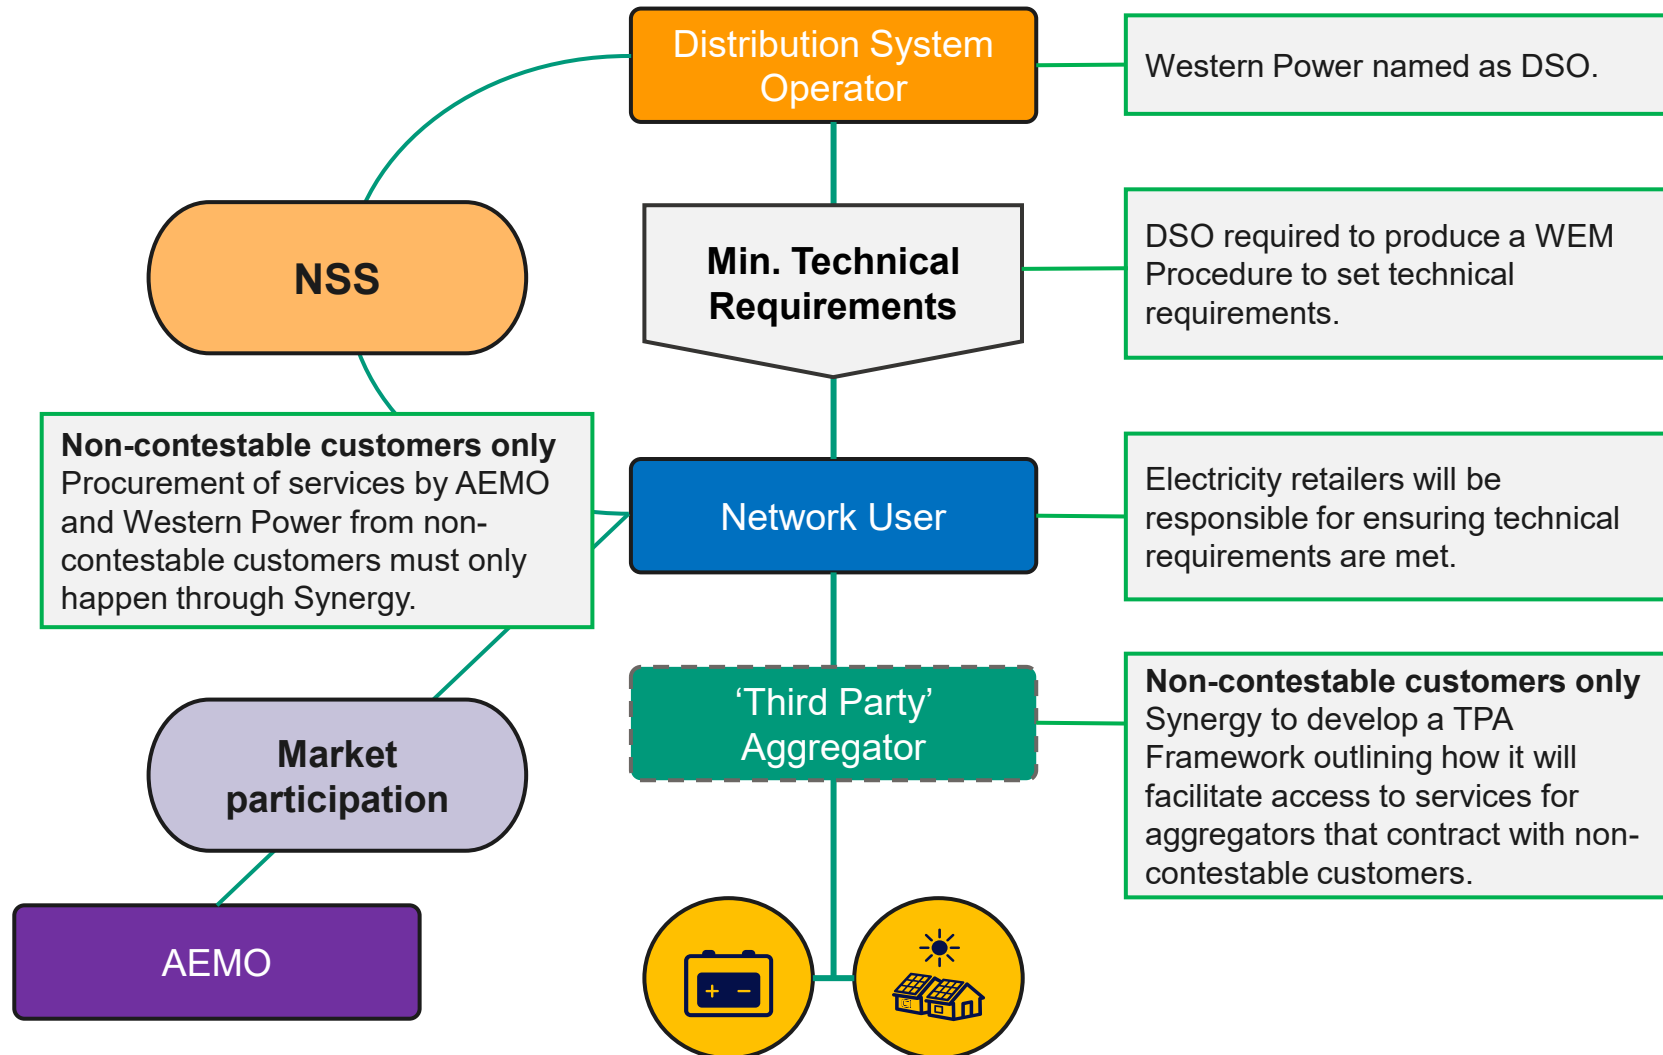 Distribution System
Operator
Western Power named as DSO.
NSS
Min. Technical
Requirements
DSO required to produce a WEM
Procedure to set technical
requirements.
Non-contestable customers only
Procurement of services by AEMO
and Western Power from non-
contestable customers must only
happen through Synergy.
Network User
Electricity retailers will be
responsible for ensuring technical
requirements are met.
‘Third Party’
Aggregator
Non-contestable customers only
Synergy to develop a TPA
Framework outlining how it will
facilitate access to services for
aggregators that contract with non-
contestable customers.
Market
participation
AEMO
+ −